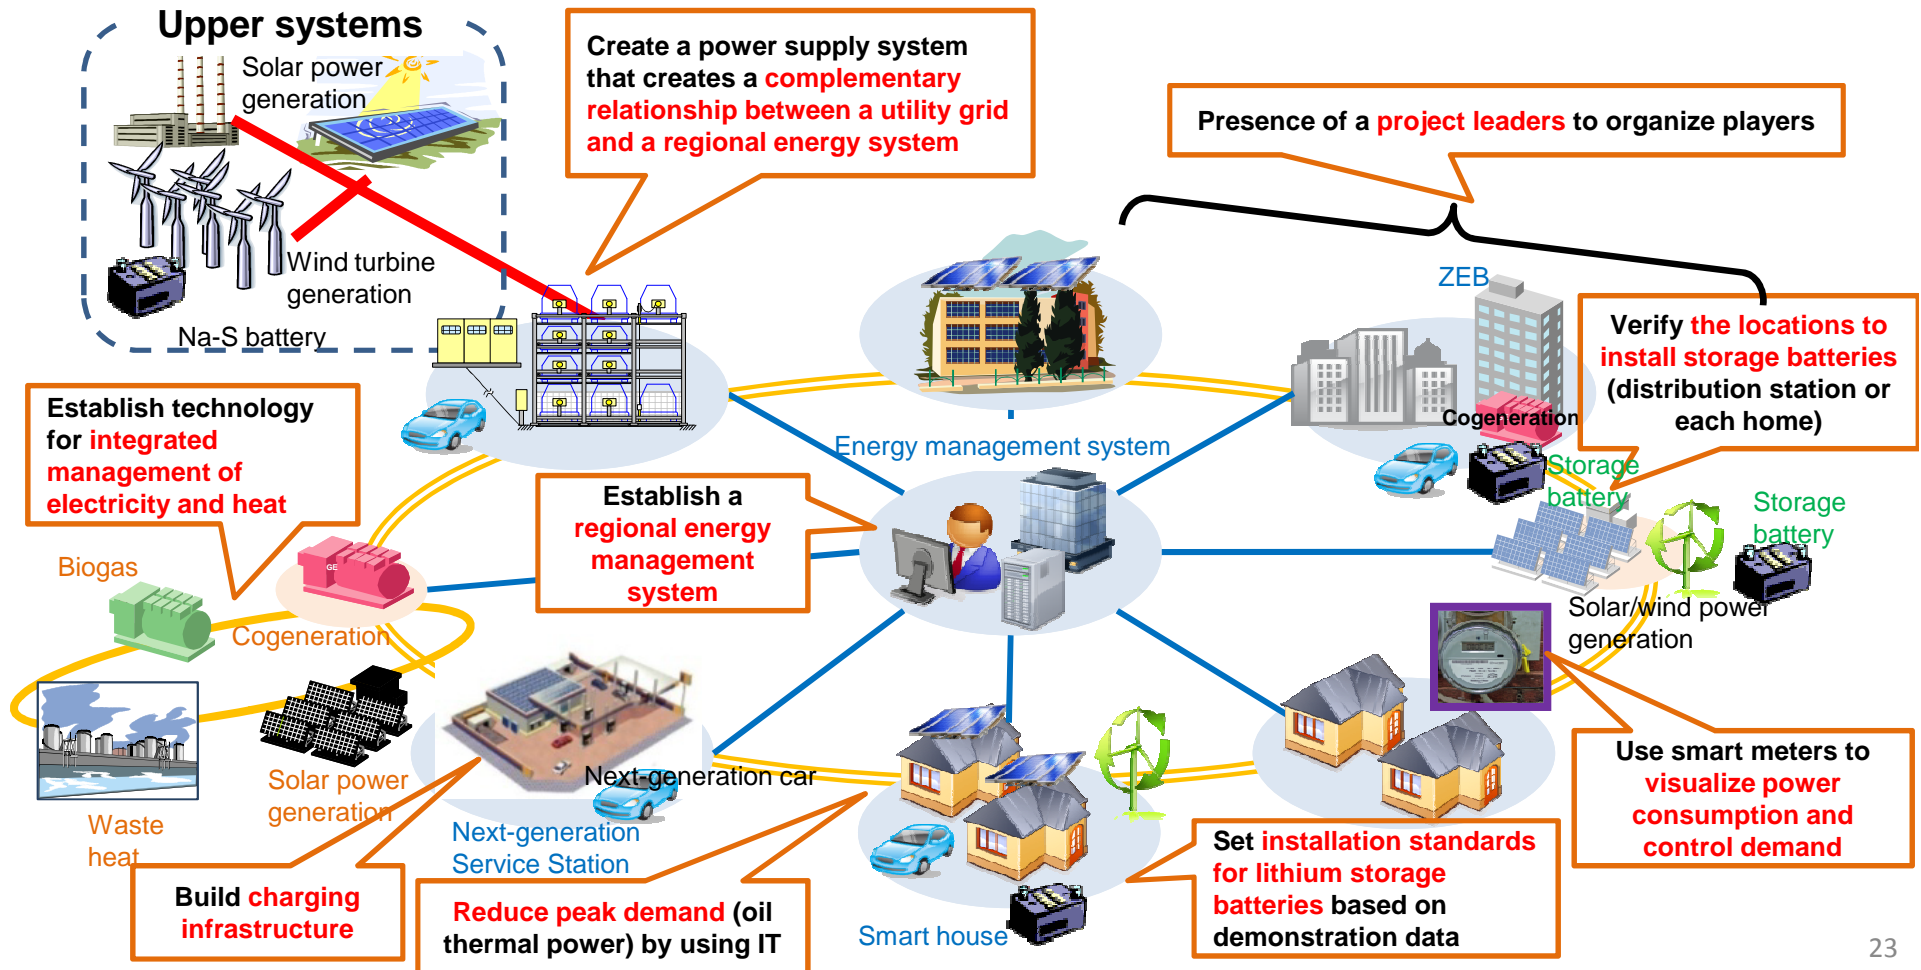 Upper systems
Solar power
generation
Wind turbine
generation
Na-S battery
Create a power supply system
that creates a complementary
relationship between a utility grid
and a regional energy system
Presence of a project leaders to organize players
ZEB
Verify the locations to
install storage batteries
(distribution station or
each home)
Establish technology
for integrated
management of
electricity and heat
Energy management system
Cogeneration
Storage
battery
Establish a
regional energy
management
system
Storage
battery
Biogas
GE
Cogeneration
Solar/wind power
generation
Solar power
generation
Waste
heat
Next-generation car
Next-generation
Service Station
Use smart meters to
visualize power
consumption and
control demand
Build charging
infrastructure
Reduce peak demand (oil
thermal power) by using IT
Smart house
Set installation standards
for lithium storage
batteries based on
demonstration data
23